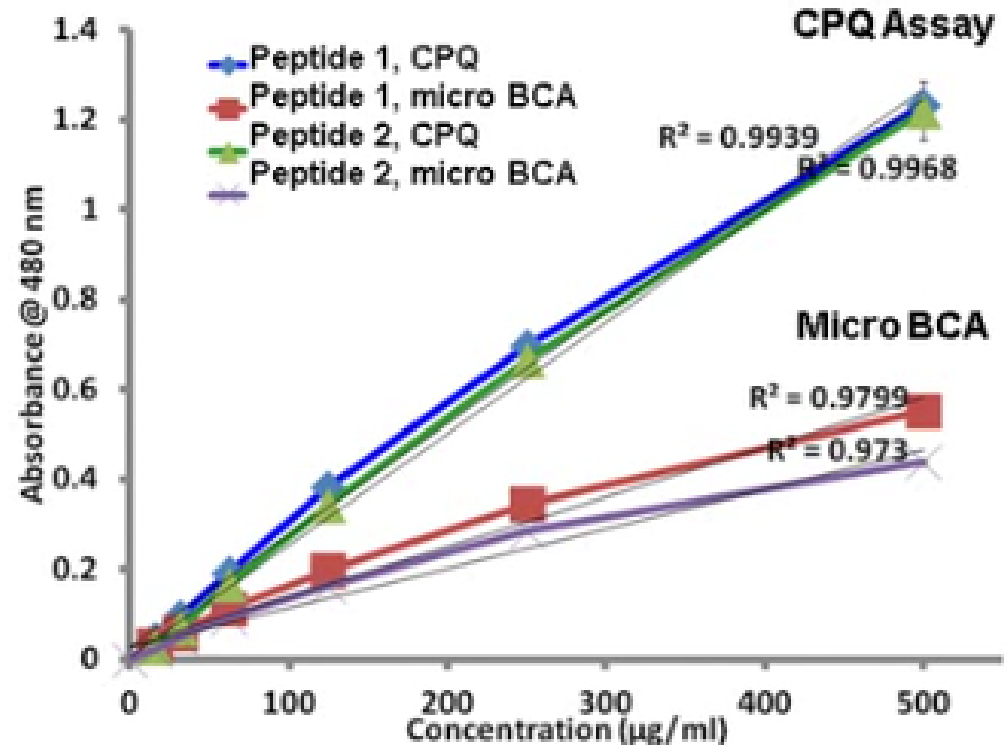 CPQ Assay
1.4
Peptide 1, CPQ
Peptide 1, micro BCA
Peptide 2, CPQ
Peptide 2, micro BCA
1.2
R² = 0.9939
R² = 0.9968
1
Absorbance @ 480 nm
0.8
Micro BCA
0.6
R² = 0.9799
R² = 0.973
0.4
0.2
0
0 100 200 300 400 500
Concentration (µg/ml)